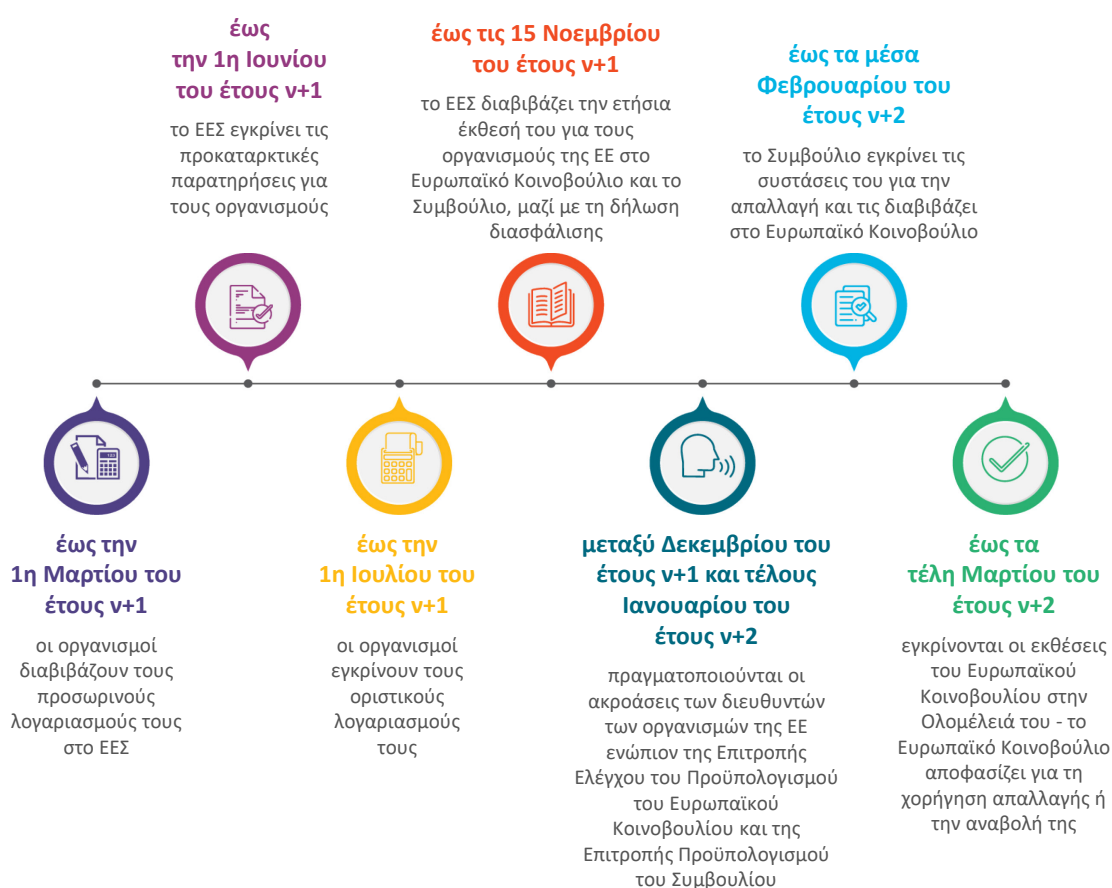 έως
την 1η Ιουνίου
του έτους ν+1
το ΕΕΣ εγκρίνει τις
προκαταρκτικές
παρατηρήσεις για
τους οργανισμούς
έως τις 15 Νοεμβρίου
του έτους ν+1
το ΕΕΣ διαβιβάζει την ετήσια
έκθεσή του για τους
οργανισμούς της ΕΕ στο
Ευρωπαϊκό Κοινοβούλιο και το
Συμβούλιο, μαζί με τη δήλωση
διασφάλισης
έως τα μέσα
Φεβρουαρίου του
έτους ν+2
το Συμβούλιο εγκρίνει τις
συστάσεις του για την
απαλλαγή και τις διαβιβάζει
στο Ευρωπαϊκό Κοινοβούλιο
έως την
1η Μαρτίου του
έτους ν+1
οι οργανισμοί
διαβιβάζουν τους
προσωρινούς
λογαριασμούς τους
στο ΕΕΣ
έως την
1η Ιουλίου του
έτους ν+1
οι οργανισμοί
εγκρίνουν τους
οριστικούς
λογαριασμούς
τους
μεταξύ Δεκεμβρίου του
έτους ν+1 και τέλους
Ιανουαρίου του
έτους ν+2
πραγματοποιούνται οι
ακροάσεις των διευθυντών
των οργανισμών της ΕΕ
ενώπιον της Επιτροπής
Ελέγχου του Προϋπολογισμού
του Ευρωπαϊκού
Κοινοβουλίου και της
Επιτροπής Προϋπολογισμού
του Συμβουλίου
έως τα
τέλη Μαρτίου του
έτους ν+2
εγκρίνονται οι εκθέσεις
του Ευρωπαϊκού
Κοινοβουλίου στην
Ολομέλειά του - το
Ευρωπαϊκό Κοινοβούλιο
αποφασίζει για τη
χορήγηση απαλλαγής ή
την αναβολή της